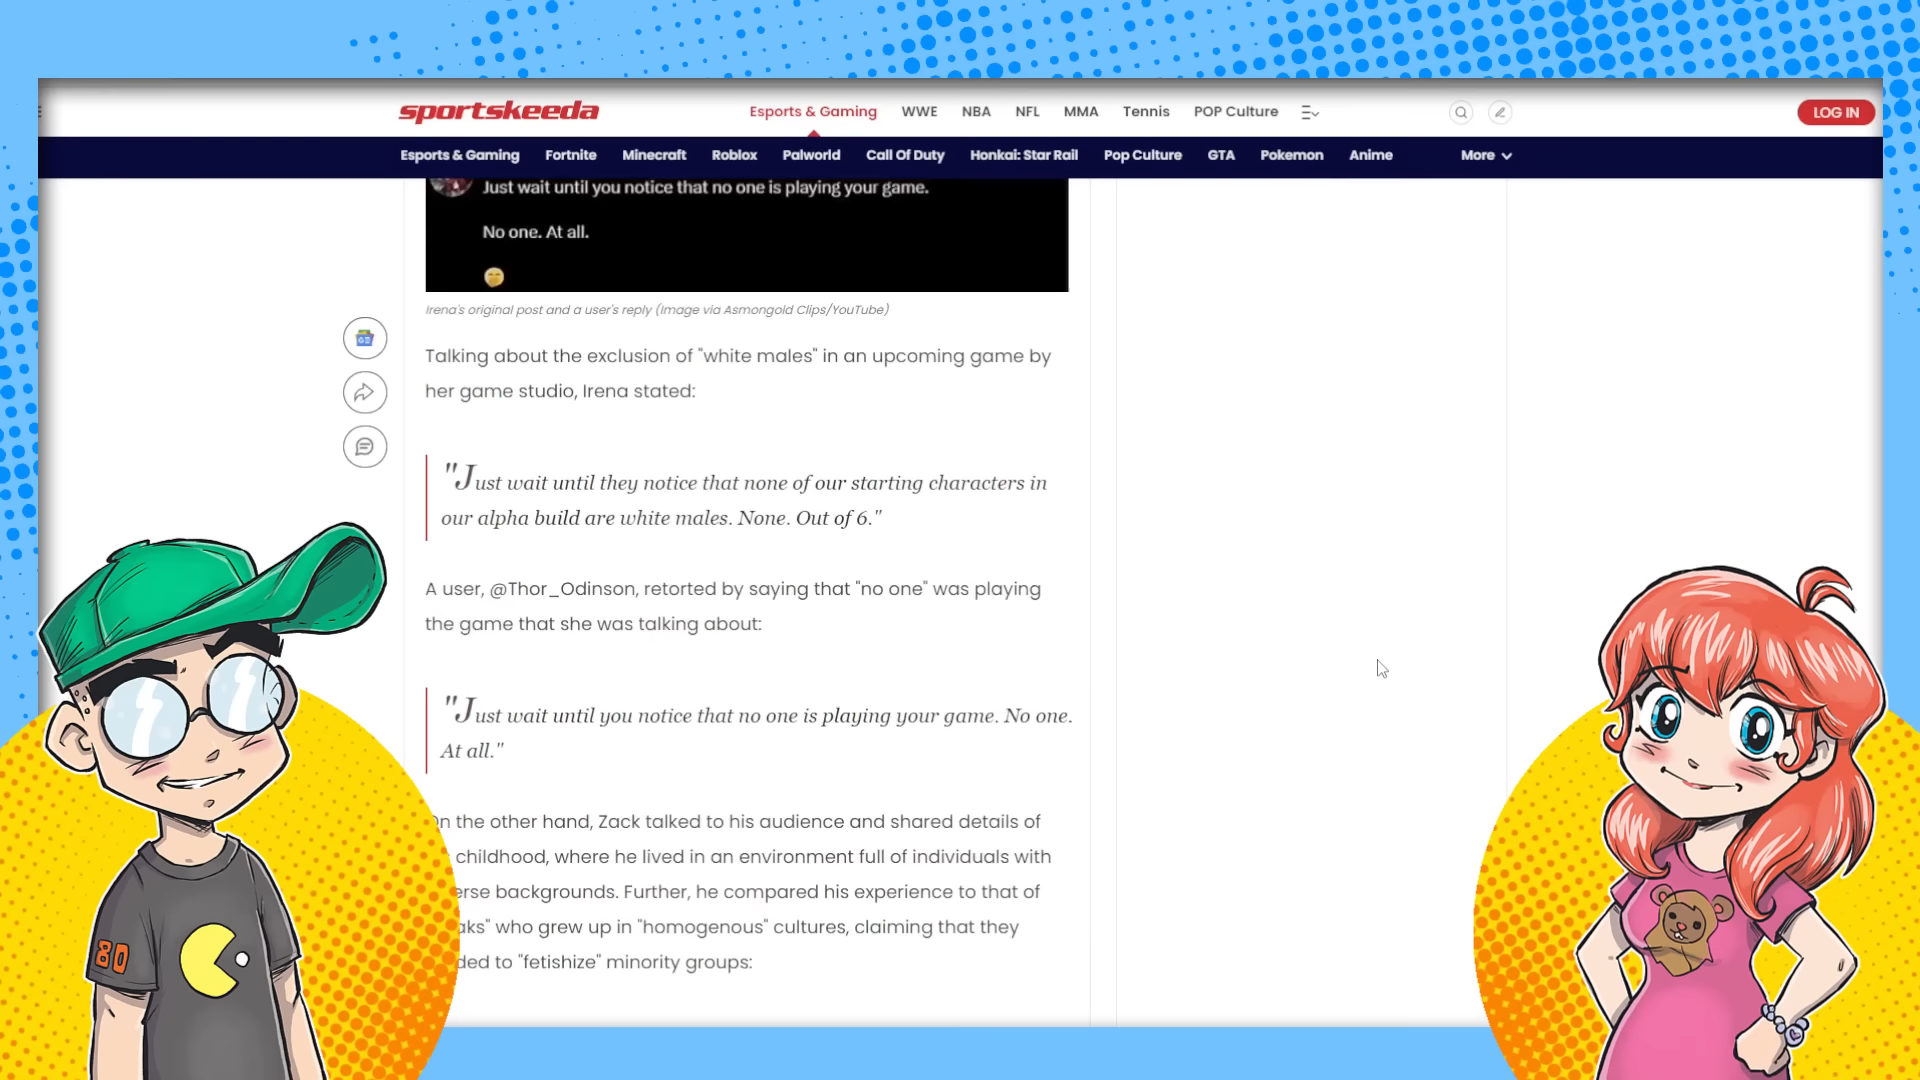 sportskeeda
Esports & Gaming WWE NBA NFL MMA Tennis POP Culture
LOG IN
Esports & Gaming Fortnite Minecraft Roblox Palworld Call Of Duty Honkai: Star Rail Pop Culture GTA Pokemon Anime More
Just wait until you notice that no one is playing your game.
No one. At all.
Irena's original post and a user's reply (Image via Asmongold Clips/YouTube)
Talking about the exclusion of "white males" in an upcoming game by
her game studio, Irena stated:
"Just wait until they notice that none of our starting characters in
our alpha build are white males. None. Out of 6."
A user, @Thor_Odinson, retorted by saying that "no one" was playing
the game that she was talking about:
"Just wait until you notice that no one is playing your game. No one.
At all."
On the other hand, Zack talked to his audience and shared details of
childhood, where he lived in an environment full of individuals with
erse backgrounds. Further, he compared his experience to that of
aks" who grew up in "homogenous" cultures, claiming that they
ded to "fetishize" minority groups:
80